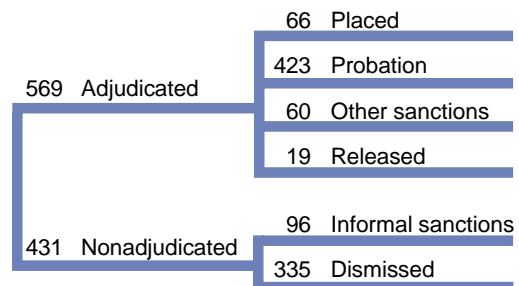 66 Placed
423 Probation
569 Adjudicated
60 Other sanctions
19 Released
96 Informal sanctions
431 Nonadjudicated
335 Dismissed